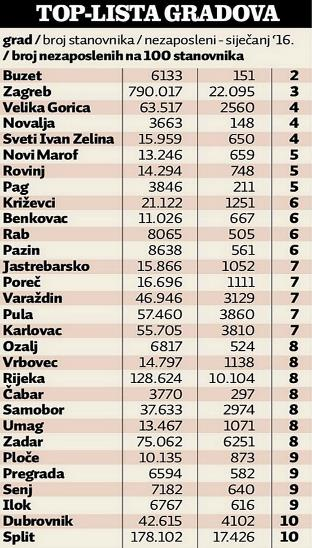 TOP-LISTA GRADOVA
grad / broj stanovnika / nezaposleni - siječanj '16.
/ broj nezaposlenih na 100 stanovnika
Buzet 6133 151 2
Zagreb 790.017 22.095 3
Velika Gorica 63.517 2560 4
Novalja 3663 148 4
Sveti Ivan Zelina 15.959 650 4
Novi Marof 13.246 659 5
Rovinj 14.294 748 5
Pag 3846 211 5
Križevci 21.122 1251 6
Benkovac 11.026 667 6
Rab 8065 505 6
Pazin 8638 561 6
Jastrebarsko 15.866 1052 7
Poreč 16.696 1111 7
Varaždin 46.946 3129 7
Pula 57.460 3860 7
Karlovac 55.705 3810 7
Ozalj 6817 524 8
Vrbovec 14.797 1138 8
Rijeka 128.624 10.104 8
Čabar 3770 297 8
Samobor 37.633 2974 8
Umag 13.467 1071 8
Zadar 75.062 6251 8
Ploče 10.135 873 9
Pregrada 6594 582 9
Senj 7182 640 9
Ilok 6767 616 9
Dubrovnik 42.615 4102 10
Split 178.102 17.426 10